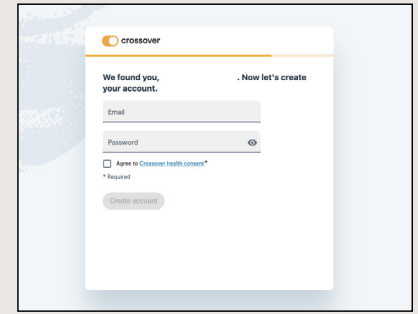 crossover
We found you, . Now let's create
your account.
Email
Password
Agree to Crossover health consent*
* Required
Create account